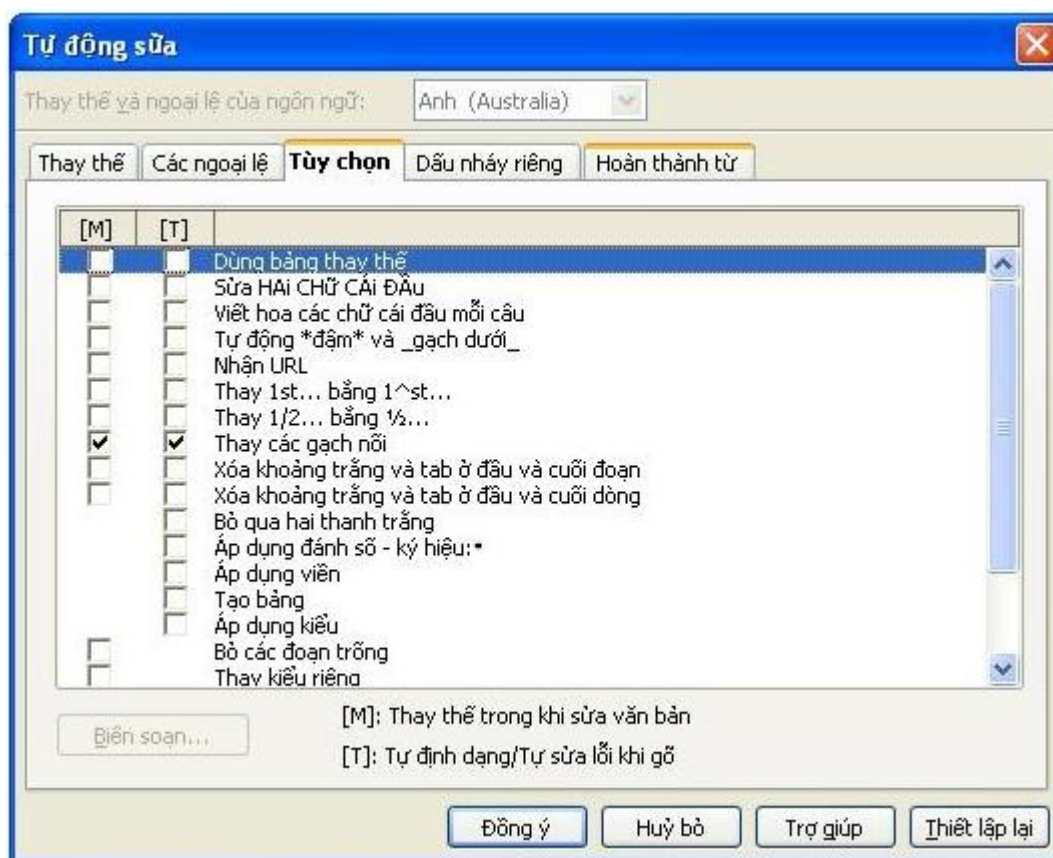 Tự động sữa
Thay thế và ngoại lệ của ngôn ngữ: Anh (Australia)
Thay thế Các ngoại lệ Tùy chọn Dấu nháy riêng Hoàn thành từ
[M] [T]
Dùng bảng thay thế
Sửa HAi CHữ CÁi ĐẦu
Viết hoa các chữ cái đầu mỗi câu
Tự động *đậm* và _gạch dưới_
Nhận URL
Thay 1st... bằng 1^st...
Thay 1/2... bằng ½...
Thay các gạch nối
Xóa khoảng trắng và tab ở đầu và cuối đoạn
Xóa khoảng trắng và tab ở đầu và cuối dòng
Bỏ qua hai thanh trắng
Áp dụng đánh số - ký hiệu:•
Áp dụng viền
Tạo bảng
Áp dụng kiểu
Bỏ các đoạn trống
Thay kiểu riêng
[M]: Thay thế trong khi sửa văn bản
Biên soạn...
[T]: Tự định dạng/Tự sửa lỗi khi gõ
Đồng ý Huỷ bỏ Trợ giúp Thiết lập lại